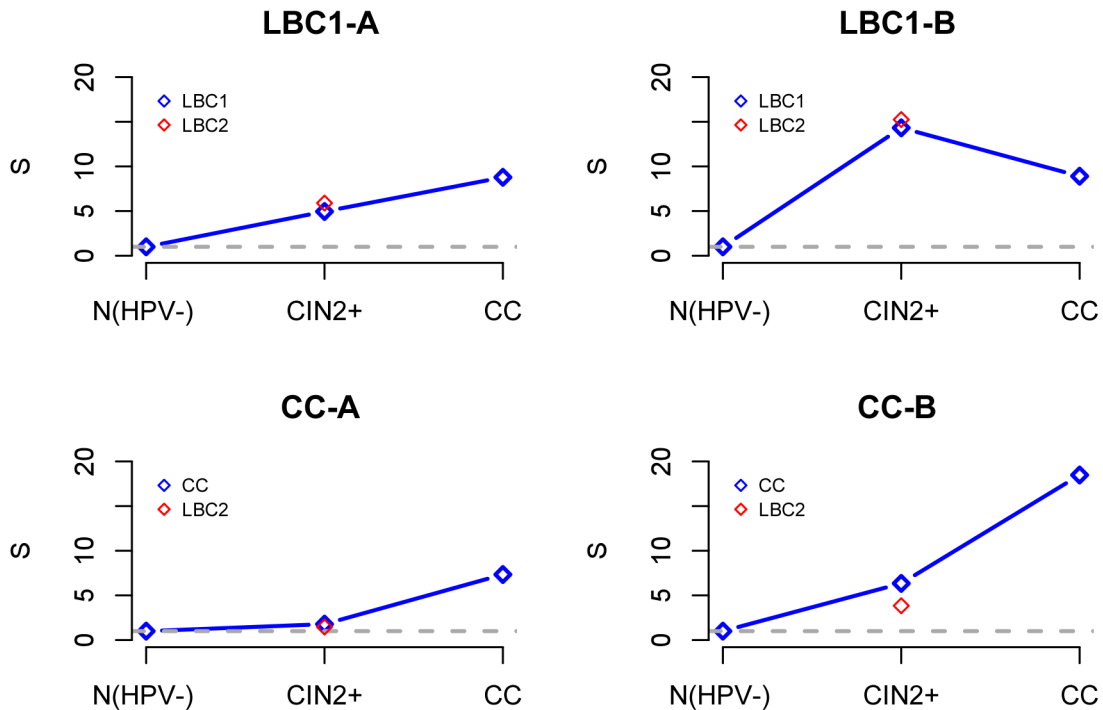 LBC1-A
20
10
5
0
S
LBC1
LBC2
N(HPV-) CIN2+ CC
LBC1-B
20
10
5
0
S
LBC1
LBC2
N(HPV-) CIN2+ CC
CC-A
20
10
5
0
S
CC
LBC2
N(HPV-) CIN2+ CC
CC-B
20
10
5
0
S
CC
LBC2
N(HPV-) CIN2+ CC